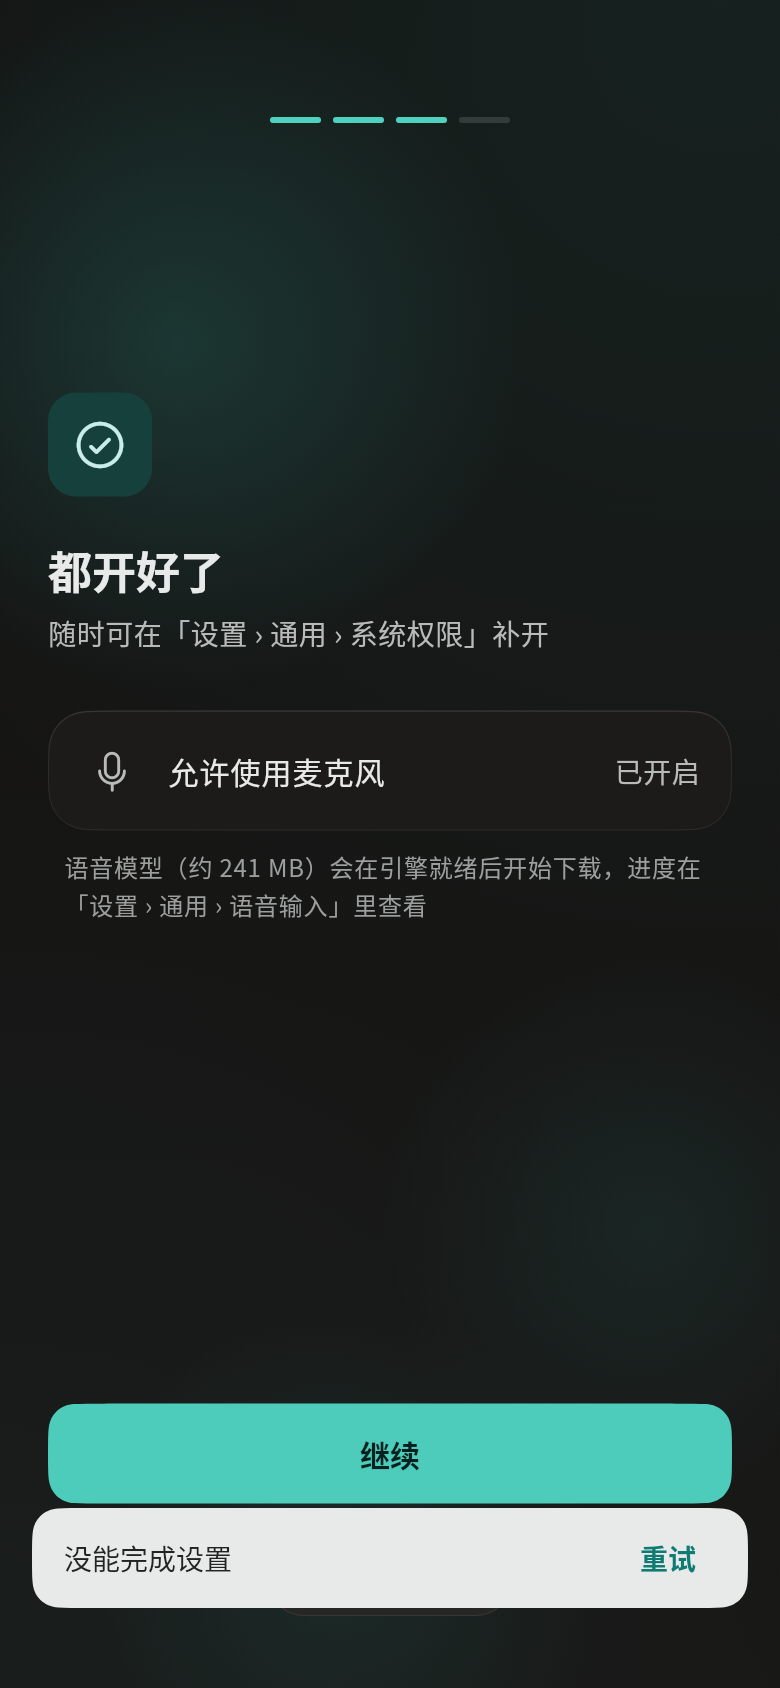 都开好了
随时可在「设置 › 通用 › 系统权限」补开
允许使用麦克风 已开启
语音模型（约 241 MB）会在引擎就绪后开始下载，进度在
「设置 › 通用 › 语音输入」里查看
继续
没能完成设置 重试